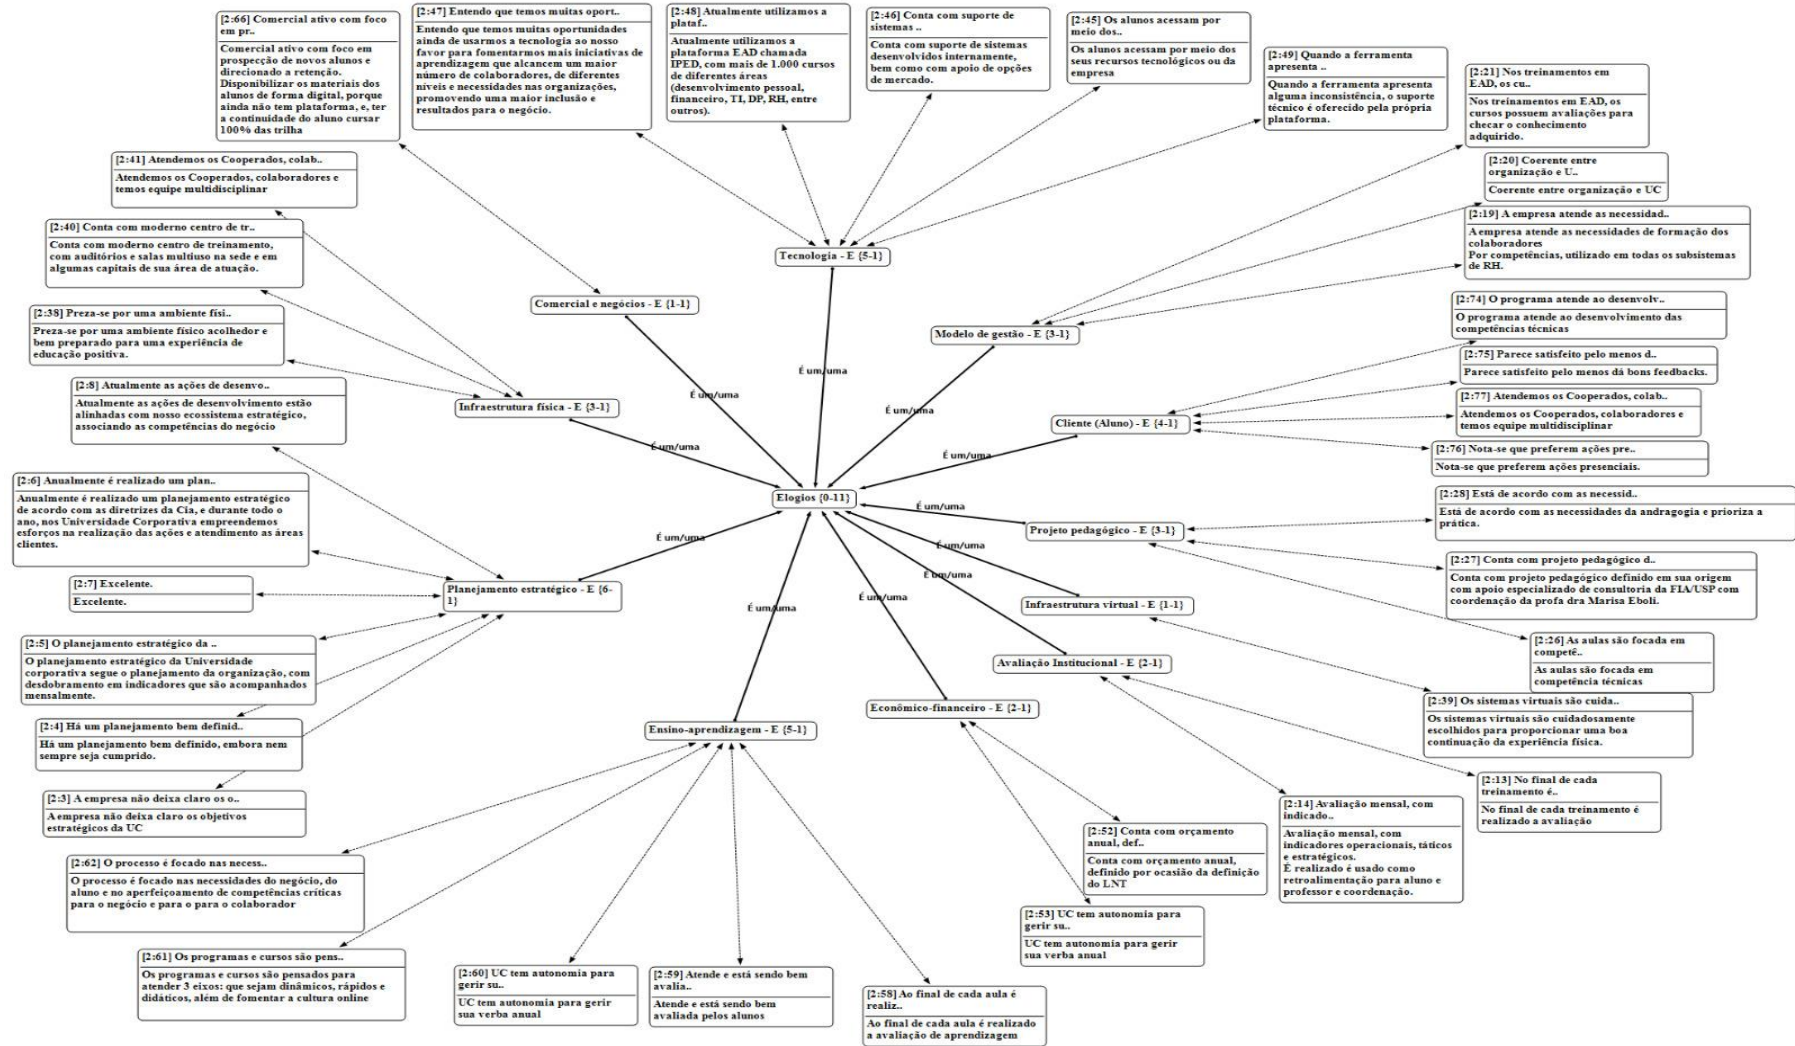 [2:66] Comercial ativo com foco
em pr..
Comercial ativo com foco em
prospecção de novos alunos e
direcionado a retenção.
Disponibilizar os materiais dos
alunos de forma digital, porque
ainda não tem plataforma, e, ter
a continuidade do aluno cursar
100% das trilha
[2:47] Entendo que temos muitas oport..
Entendo que temos muitas oportunidades
ainda de usarmos a tecnologia ao nosso
favor para fomentarmos mais iniciativas de
aprendizagem que alcancem um maior
número de colaboradores, de diferentes
níveis e necessidades nas organizações,
promovendo uma maior inclusão e
resultados para o negócio.
[2:48] Atualmente utilizamos a
plataf..
Atualmente utilizamos a
plataforma EAD chamada
IPED, com mais de 1.000 cursos
de diferentes áreas
(desenvolvimento pessoal,
financeiro, TI, DP, RH, entre
outros).
[2:46] Conta com suporte de
sistemas ..
Conta com suporte de sistemas
desenvolvidos internamente,
bem como com apoio de opções
de mercado.
[2:45] Os alunos acessam por
meio dos..
Os alunos acessam por meio dos
seus recursos tecnológicos ou da
empresa
[2:49] Quando a ferramenta
apresenta ..
Quando a ferramenta apresenta
alguma inconsistência, o suporte
técnico é oferecido pela própria
plataforma.
[2:21] Nos treinamentos em
EAD, os cu..
Nos treinamentos em EAD, os
cursos possuem avaliações para
checar o conhecimento
adquirido.
[2:20] Coerente entre
organização e U..
Coerente entre organização e UC
[2:19] A empresa atende as necessidad..
A empresa atende as necessidades de formação dos
colaboradores
Por competências, utilizado em todas os subsistemas
de RH.
[2:41] Atendemos os Cooperados, colab..
Atendemos os Cooperados, colaboradores e
temos equipe multidisciplinar
[2:40] Conta com moderno centro de tr..
Conta com moderno centro de treinamento,
com auditórios e salas multiuso na sede e em
algumas capitais de sua área de atuação.
[2:38] Preza-se por uma ambiente físi..
Preza-se por uma ambiente físico acolhedor e
bem preparado para uma experiência de
educação positiva.
[2:8] Atualmente as ações de desenvo..
Atualmente as ações de desenvolvimento estão
alinhadas com nosso ecossistema estratégico,
associando as competências do negócio
Tecnologia - E {5-1}
Comercial e negócios - E {1-1}
Modelo de gestão - E {3-1}
Infraestrutura física - E {3-1}
Cliente (Aluno) - E {4-1}
É um/uma
É um/uma
É um/uma
É um/uma
É um/uma
[2:74] O programa atende ao desenvolv..
O programa atende ao desenvolvimento das
competências técnicas
[2:75] Parece satisfeito pelo menos d..
Parece satisfeito pelo menos dá bons feedbacks.
[2:77] Atendemos os Cooperados, colab..
Atendemos os Cooperados, colaboradores e
temos equipe multidisciplinar
[2:76] Nota-se que preferem ações pre..
Nota-se que preferem ações presenciais.
[2:6] Anualmente é realizado um plan..
Anualmente é realizado um planejamento estratégico
de acordo com as diretrizes da Cia, e durante todo o
ano, nos Universidade Corporativa empreendemos
esforços na realização das ações e atendimento as áreas
clientes.
Elogios {0-11}
Projeto pedagógico - E {3-1}
[2:28] Está de acordo com as necessid..
Está de acordo com as necessidades da andragogia e prioriza a
prática.
É um/uma
É um/uma
É um/uma
É um/uma
É um/uma
[2:27] Conta com projeto pedagógico d..
Conta com projeto pedagógico definido em sua origem
com apoio especializado de consultoria da FIA/USP com
coordenação da profa dra Marisa Eboli.
[2:7] Excelente.
Excelente.
Planejamento estratégico - E {6-
1}
Infraestrutura virtual - E {1-1}
[2:26] As aulas são focada em
competê..
As aulas são focada em
competência técnicas
[2:5] O planejamento estratégico da ..
O planejamento estratégico da Universidade
corporativa segue o planejamento da organização, com
desdobramento em indicadores que são acompanhados
mensalmente.
Avaliação Institucional - E {2-1}
[2:39] Os sistemas virtuais são cuida..
Os sistemas virtuais são cuidadosamente
escolhidos para proporcionar uma boa
continuação da experiência física.
Econômico-financeiro - E {2-1}
[2:4] Há um planejamento bem definid..
Há um planejamento bem definido, embora nem
sempre seja cumprido.
Ensino-aprendizagem - E {5-1}
[2:3] A empresa não deixa claro os o..
A empresa não deixa claro os objetivos
estratégicos da UC
[2:13] No final de cada
treinamento é..
No final de cada treinamento é
realizado a avaliação
[2:14] Avaliação mensal, com
indicado..
Avaliação mensal, com
indicadores operacionais, táticos
e estratégicos.
É realizado é usado como
retroalimentação para aluno e
professor e coordenação.
[2:52] Conta com orçamento
anual, def..
Conta com orçamento anual,
definido por ocasião da definição
do LNT
[2:62] O processo é focado nas necess..
O processo é focado nas necessidades do negócio, do
aluno e no aperfeiçoamento de competências críticas
para o negócio e para o para o colaborador
[2:53] UC tem autonomia para
gerir su..
UC tem autonomia para gerir
sua verba anual
[2:61] Os programas e cursos são pens..
Os programas e cursos são pensados para
atender 3 eixos: que sejam dinâmicos, rápidos e
didáticos, além de fomentar a cultura online
[2:60] UC tem autonomia para
gerir su..
UC tem autonomia para gerir
sua verba anual
[2:59] Atende e está sendo bem
avalia..
Atende e está sendo bem
avaliada pelos alunos
[2:58] Ao final de cada aula é
realiz..
Ao final de cada aula é realizado
a avaliação de aprendizagem